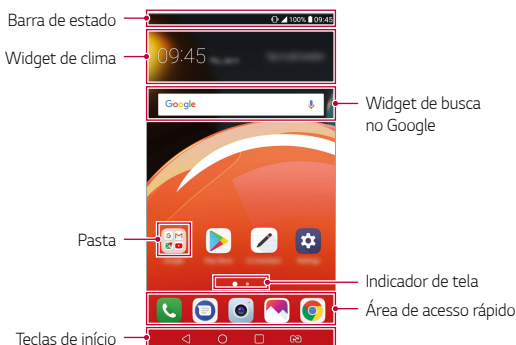 Barra de estado
100% 09:45
Widget de clima
09:45
Google
Widget de busca
no Google
Pasta
Indicador de tela
Área de acesso rápido
Teclas de início